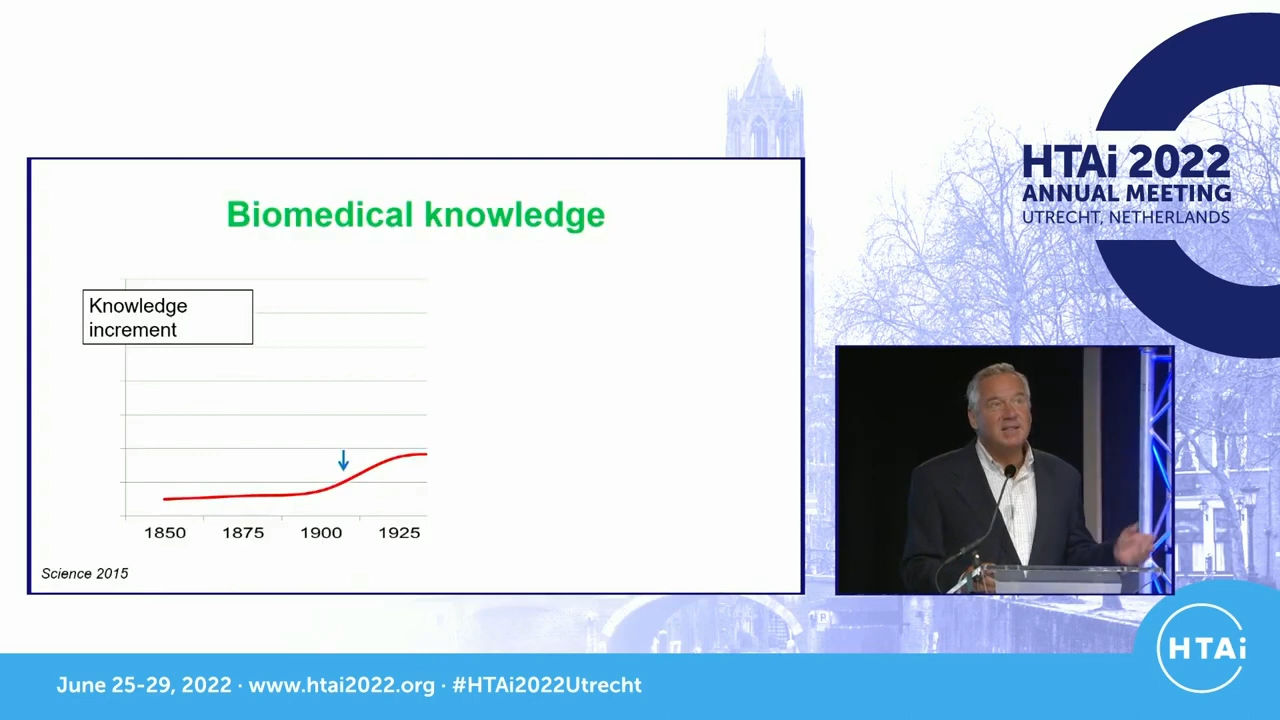 HTAi 2022
ANNUAL MEETING
UTRECHT, NETHERLANDS
Biomedical knowledge
Knowledge
increment
1850 1875 1900 1925
Science 2015
R
HTAi
June 25-29, 2022 · www.htai2022.org · #HTAi2022Utrecht